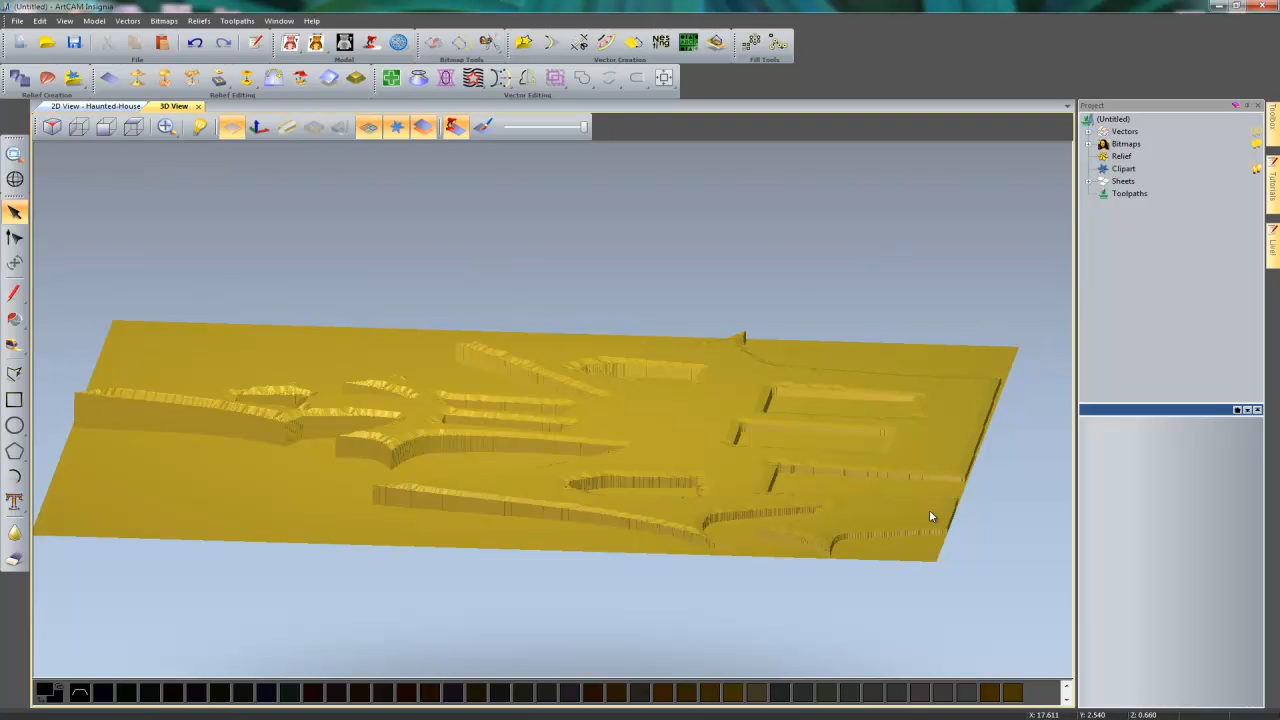 (Untitled) - ArtCAM Insignia
File Edit View Model Vectors Bitmaps Reliefs Toolpaths Window Help
File Model Bitmap Tools Vector Creation Fill Tools
Relief Creation Relief Editing Vector Editing
2D View - Haunted-House 3D View
Project
(Untitled)
Vectors
Bitmaps
Relief
Clipart
Sheets
Toolpaths
Toolbox
Tutorials
X: 17.611 Y: 2.540 Z: 0.660